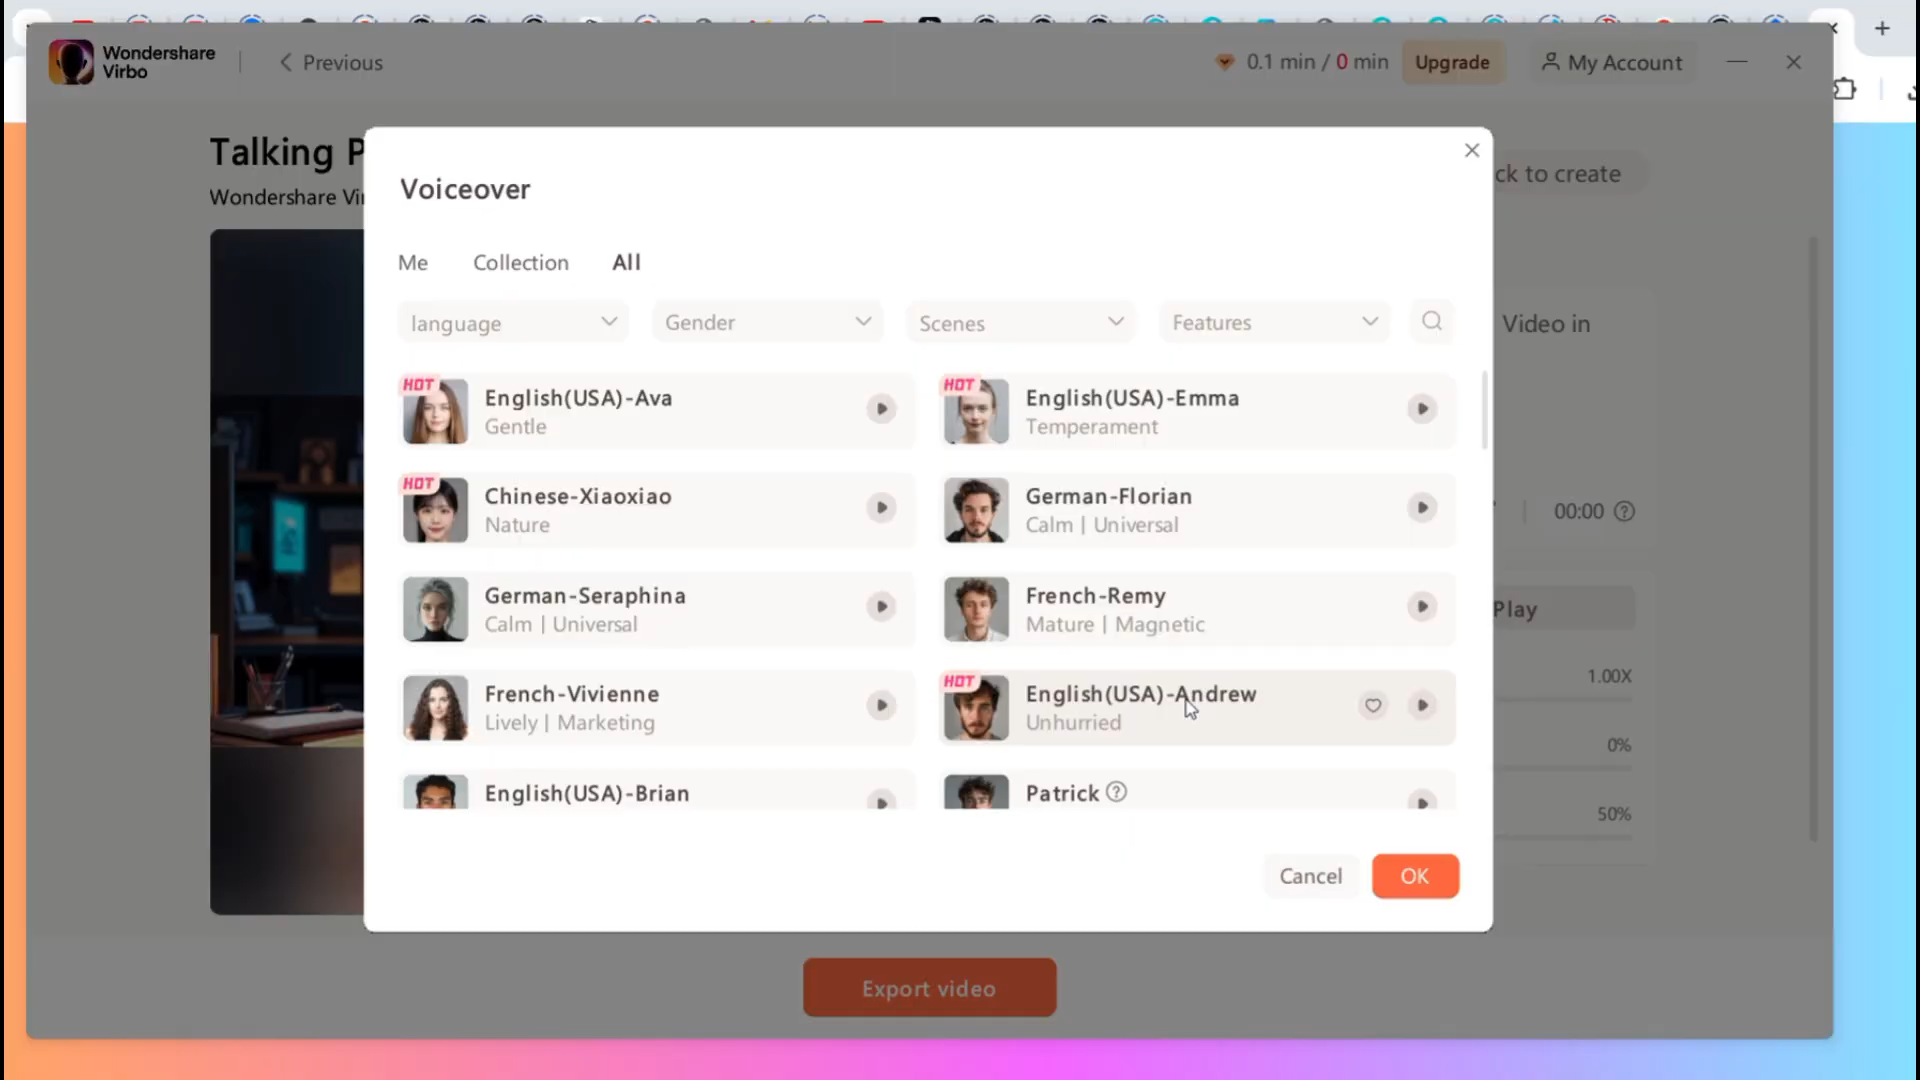 Wondershare
Virbo
Previous
0.1 min / 0 min
Upgrade
My Account
Talking P
Wondershare Vir
ck to create
Voiceover
Me
Collection
All
language
Gender
Scenes
Features
Video in
HOT
English(USA)-Ava
Gentle
HOT
English(USA)-Emma
Temperament
HOT
Chinese-Xiaoxiao
Nature
German-Florian
Calm | Universal
00:00
German-Seraphina
Calm | Universal
French-Remy
Mature | Magnetic
Play
1.00X
French-Vivienne
Lively | Marketing
HOT
English(USA)-Andrew
Unhurried
0%
English(USA)-Brian
Patrick
50%
Cancel
OK
Export video